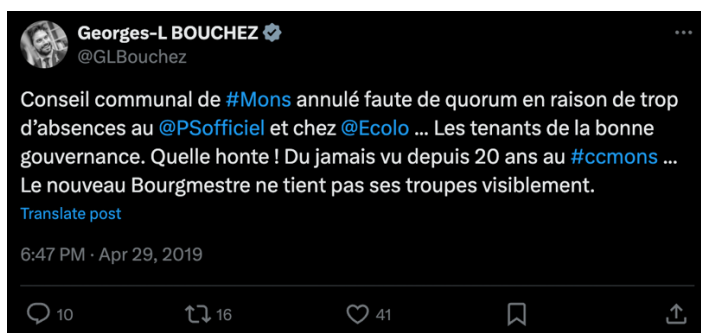 Georges-L BOUCHEZ
@GLBouchez
Conseil communal de #Mons annulé faute de quorum en raison de trop
d'absences au @PSofficiel et chez @Ecolo ... Les tenants de la bonne
gouvernance. Quelle honte ! Du jamais vu depuis 20 ans au #ccmons ...
Le nouveau Bourgmestre ne tient pas ses troupes visiblement.
Translate post
6:47 PM · Apr 29, 2019
10 16 41